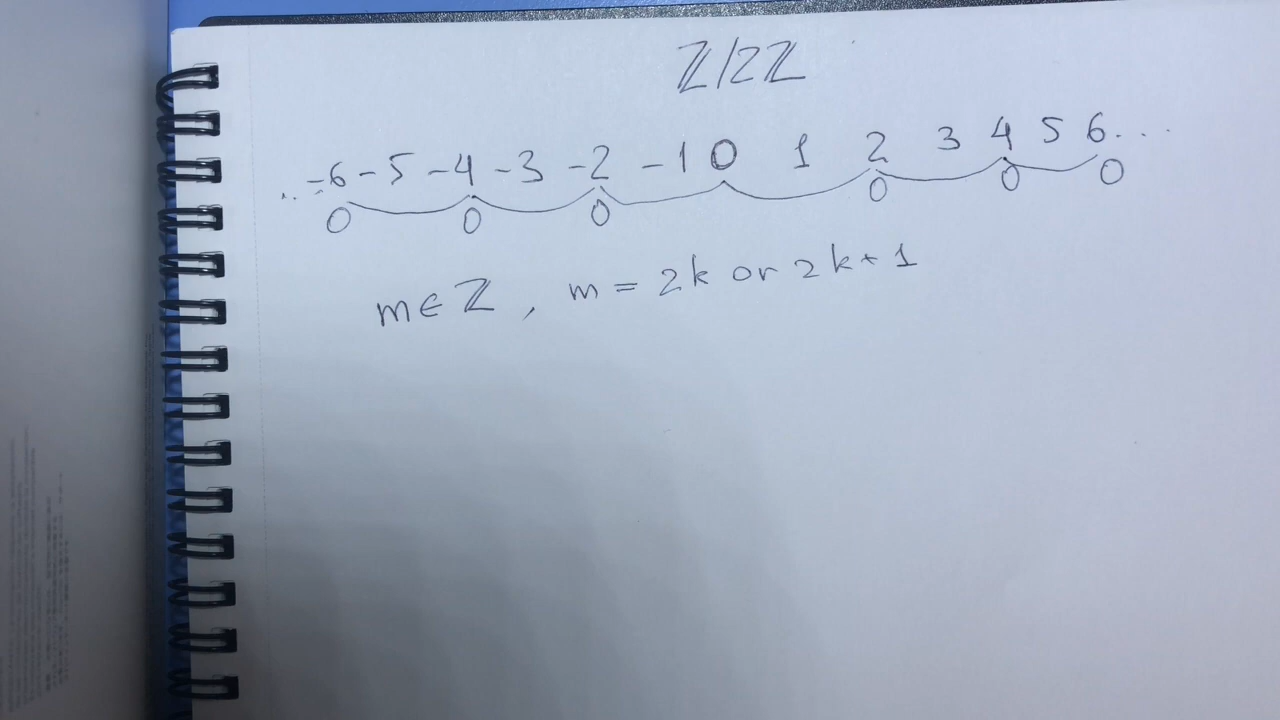 ℤ/2ℤ
..-6 -5 -4 -3 -2 -1 0 1 2 3 4 5 6...
0 0 0 0 0 0
m∈ℤ, m = 2k or 2k+1